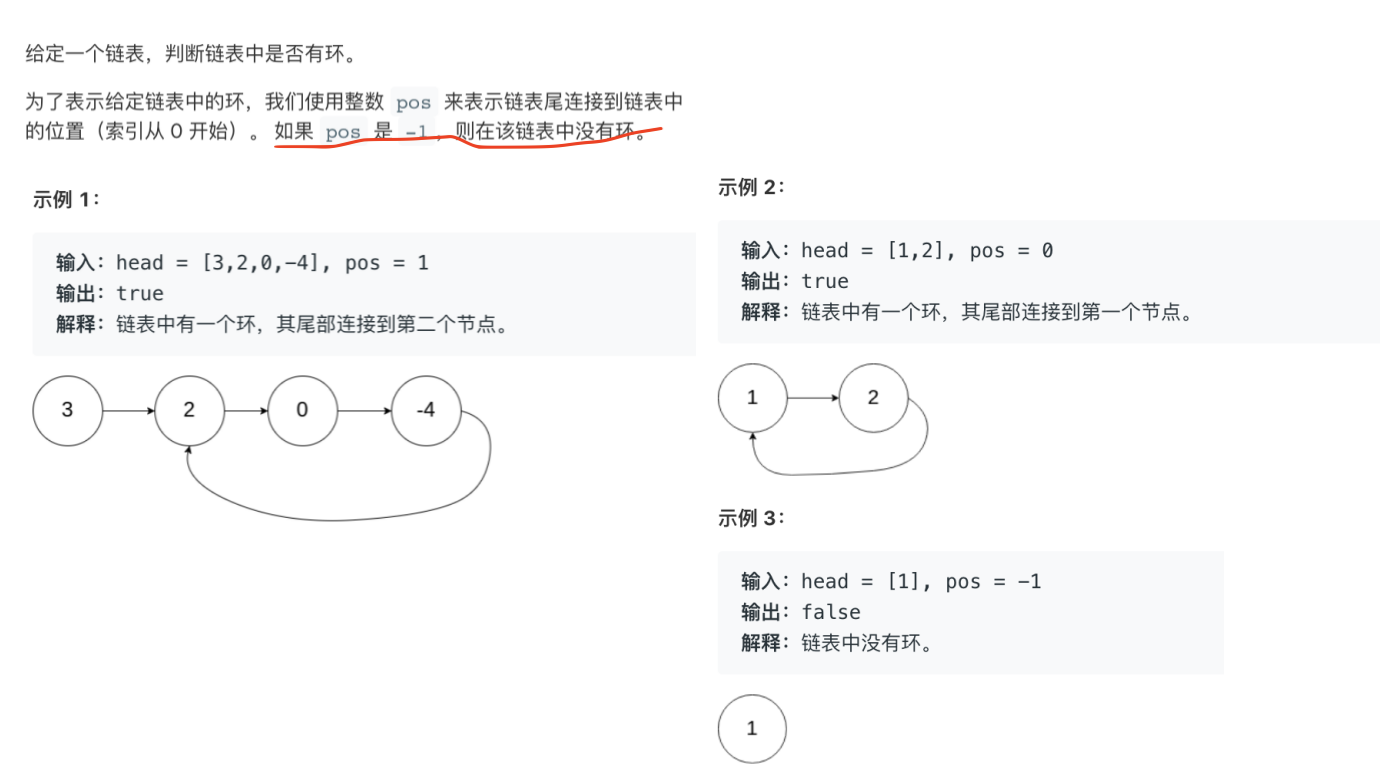 给定一个链表，判断链表中是否有环。
为了表示给定链表中的环，我们使用整数 pos 来表示链表尾连接到链表中
的位置（索引从 0 开始）。 如果 pos 是 -1，则在该链表中没有环。
示例 1：
输入：head = [3,2,0,-4], pos = 1
输出：true
解释：链表中有一个环，其尾部连接到第二个节点。
3 2 0 -4
示例 2：
输入：head = [1,2], pos = 0
输出：true
解释：链表中有一个环，其尾部连接到第一个节点。
1 2
示例 3：
输入：head = [1], pos = -1
输出：false
解释：链表中没有环。
1